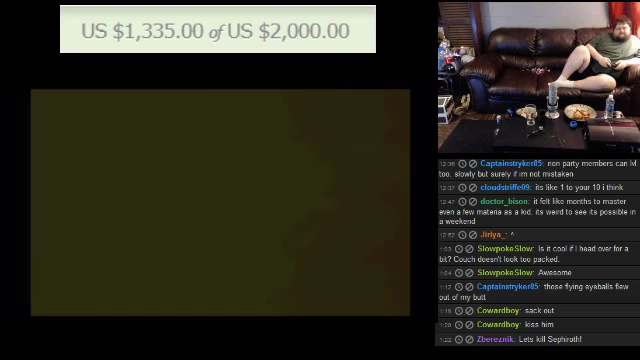 US $1,335.00 of US $2,000.00
12:36 Captainstryker85: non party members can lvl
too. slowly but surely if im not mistaken
12:37 cloudstriffe09: its like 1 to your 10 i think
12:47 doctor_bison: it felt like months to master
even a few materia as a kid. its weird to see its possible in
a weekend
12:52 Jiriya_: ^
1:03 SlowpokeSlow: Is it cool if I head over for a
bit? Couch doesn't look too packed.
1:04 SlowpokeSlow: Awesome
1:12 Captainstryker85: those flying eyeballs flew
out of my butt
1:19 Cowardboy: sack out
1:20 Cowardboy: kiss him
1:22 Zbereznik: Lets kill Sephiroth!